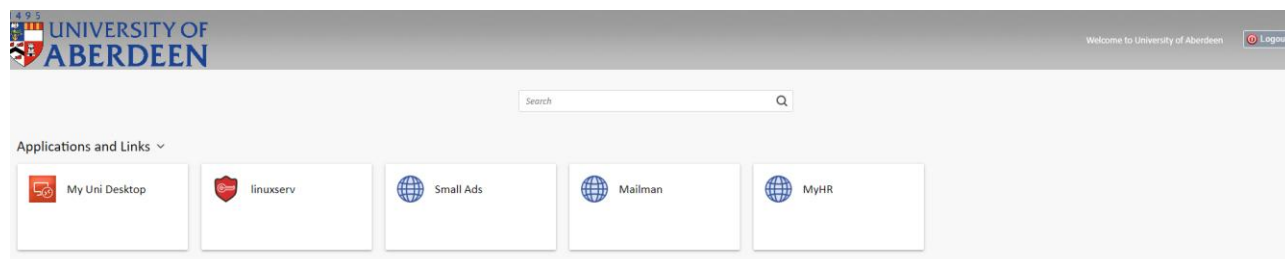 1495
UNIVERSITY OF
ABERDEEN
Welcome to University of Aberdeen
Logou
Search
Applications and Links
My Uni Desktop
linuxserv
Small Ads
Mailman
MyHR